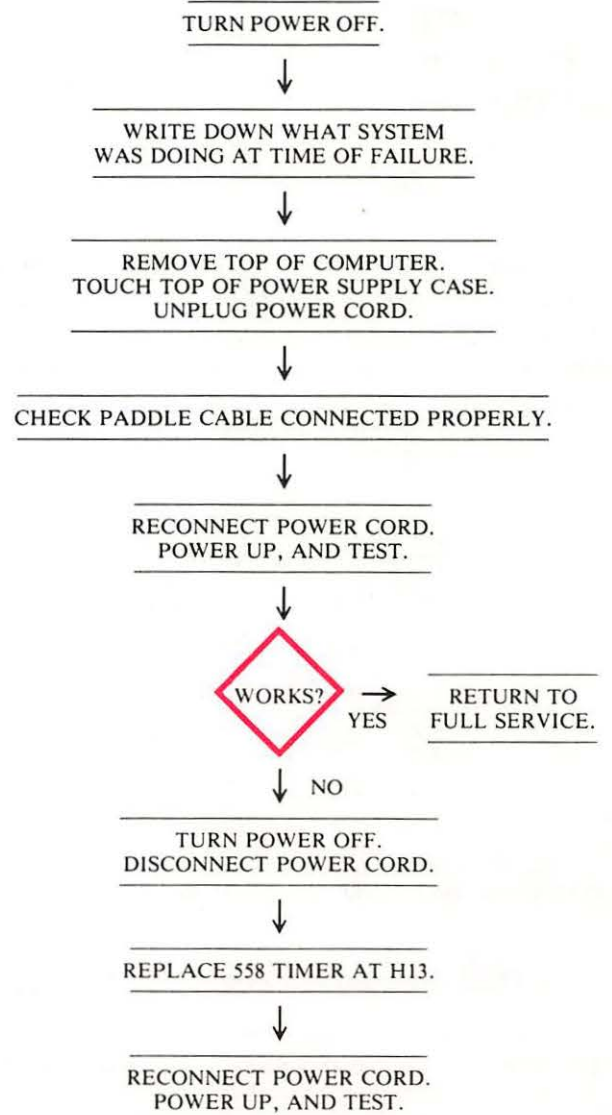 TURN POWER OFF.
WRITE DOWN WHAT SYSTEM
WAS DOING AT TIME OF FAILURE.
REMOVE TOP OF COMPUTER.
TOUCH TOP OF POWER SUPPLY CASE.
UNPLUG POWER CORD.
CHECK PADDLE CABLE CONNECTED PROPERLY.
RECONNECT POWER CORD.
POWER UP, AND TEST.
WORKS?
YES
RETURN TO
FULL SERVICE.
NO
TURN POWER OFF.
DISCONNECT POWER CORD.
REPLACE 558 TIMER AT H13.
RECONNECT POWER CORD.
POWER UP, AND TEST.